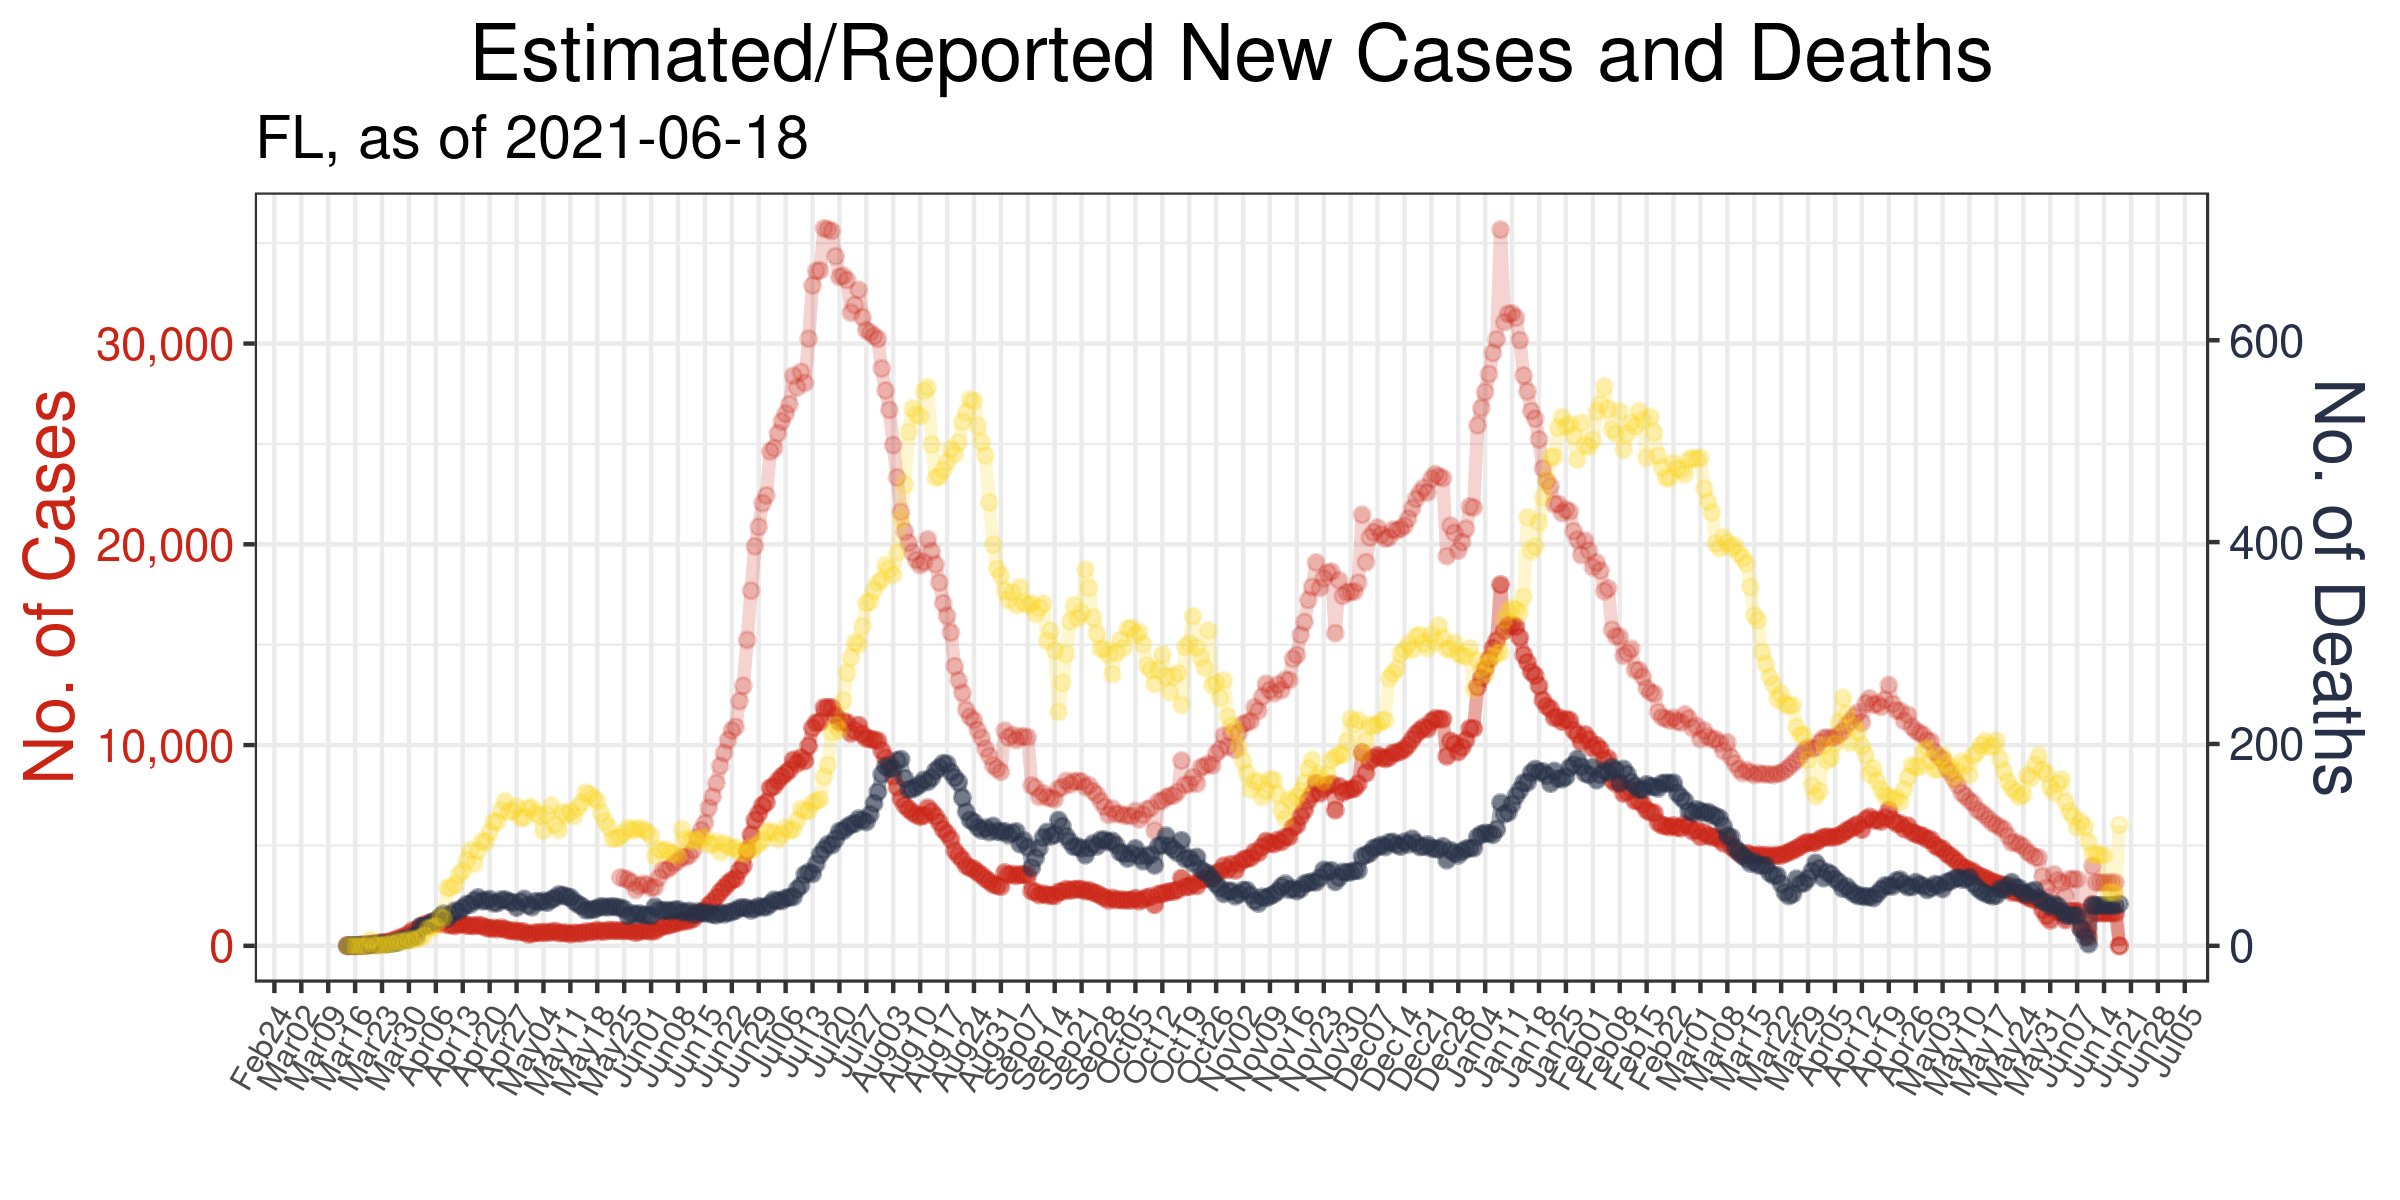 Estimated/Reported New Cases and Deaths
FL, as of 2021-06-18
No. of Cases
30,000
20,000
10,000
0
600
400
200
0
No. of Deaths
Feb24
Mar02
Mar09
Mar16
Mar23
Mar30
Apr06
Apr13
Apr20
Apr27
May04
May11
May18
May25
Jun01
Jun08
Jun15
Jun22
Jun29
Jul06
Jul13
Jul20
Jul27
Aug03
Aug10
Aug17
Aug24
Aug31
Sep07
Sep14
Sep21
Sep28
Oct05
Oct12
Oct19
Oct26
Nov02
Nov09
Nov16
Nov23
Nov30
Dec07
Dec14
Dec21
Dec28
Jan04
Jan11
Jan18
Jan25
Feb01
Feb08
Feb15
Feb22
Mar01
Mar08
Mar15
Mar22
Mar29
Apr05
Apr12
Apr19
Apr26
May03
May10
May17
May24
May31
Jun07
Jun14
Jun21
Jun28
Jul05